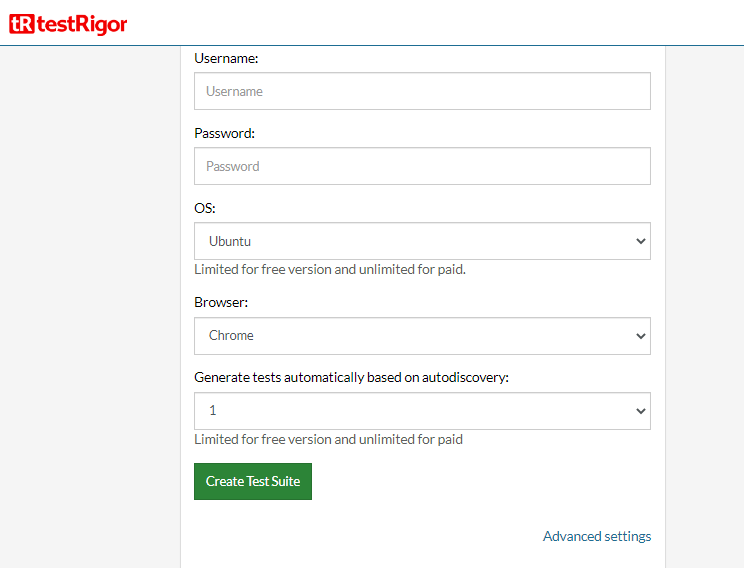 tR testRigor
Username:
Username
Password:
Password
OS:
Ubuntu
Limited for free version and unlimited for paid.
Browser:
Chrome
Generate tests automatically based on autodiscovery:
1
Limited for free version and unlimited for paid
Create Test Suite
Advanced settings